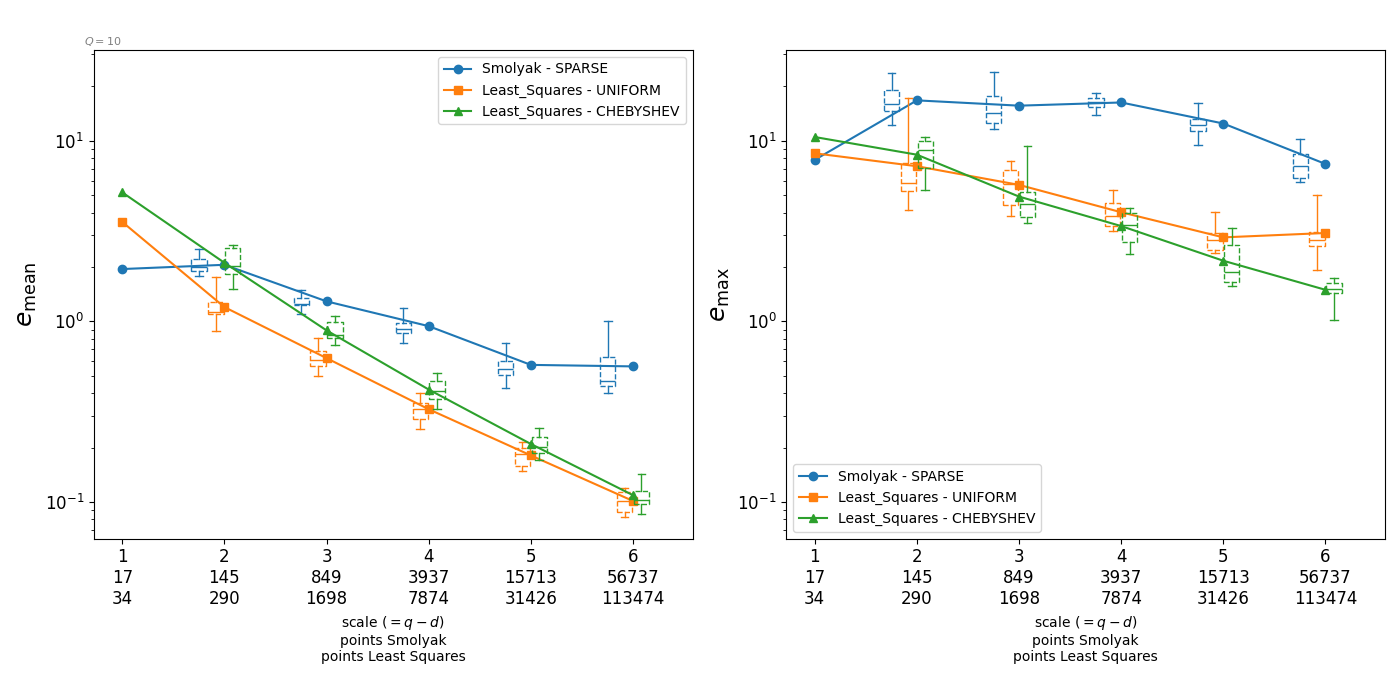 Q = 10
Smolyak - SPARSE
Least_Squares - UNIFORM
Least_Squares - CHEBYSHEV
10¹
10⁰
10⁻¹
e_mean
1 2 3 4 5 6
17 145 849 3937 15713 56737
34 290 1698 7874 31426 113474
scale (= q − d)
points Smolyak
points Least Squares
10¹
10⁰
10⁻¹
e_max
Smolyak - SPARSE
Least_Squares - UNIFORM
Least_Squares - CHEBYSHEV
1 2 3 4 5 6
17 145 849 3937 15713 56737
34 290 1698 7874 31426 113474
scale (= q − d)
points Smolyak
points Least Squares